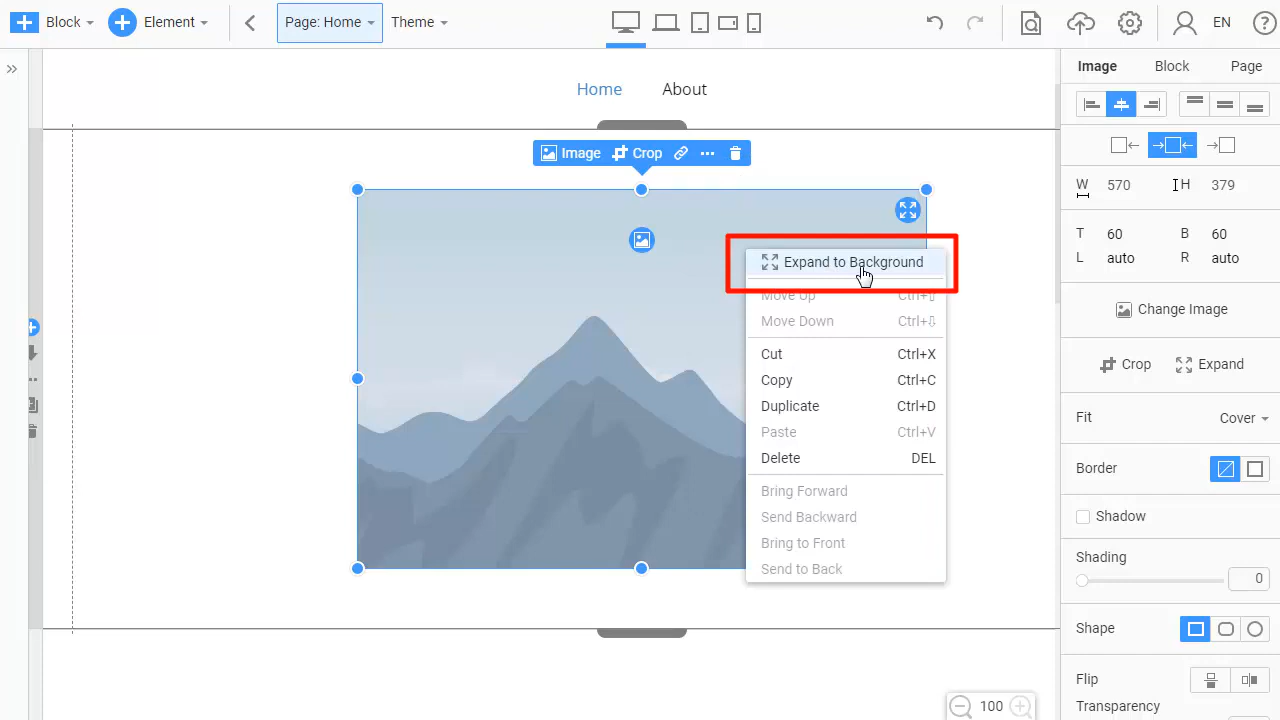 Block Element Page: Home Theme EN
Home About
Image Crop
Expand to Background
Move Up Ctrl+⇧
Move Down Ctrl+⇩
Cut Ctrl+X
Copy Ctrl+C
Duplicate Ctrl+D
Paste Ctrl+V
Delete DEL
Bring Forward
Send Backward
Bring to Front
Send to Back
100
Image Block Page
W 570 H 379
T 60 B 60
L auto R auto
Change Image
Crop Expand
Fit Cover
Border
Shadow
Shading
0
Shape
Flip
Transparency